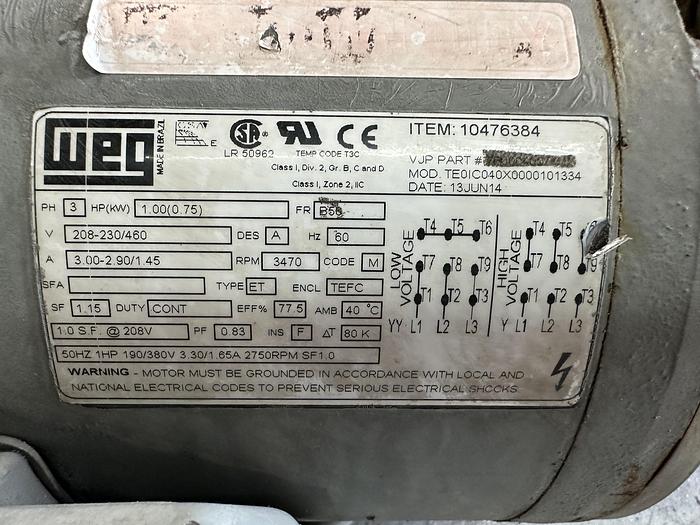 weg
MADE IN BRAZIL
LR 50962
TEMP CODE T3C
Class I, Div. 2, Gr. B, C and D
Class I, Zone 2, IIC
ITEM: 10476384
VJP PART #
MOD. TE0IC040X0000101334
DATE: 13JUN14
PH 3 HP(KW) 1.00(0.75) FR
V 208-230/460 DES A Hz 60
A 3.00-2.90/1.45 RPM 3470 CODE M
SFA TYPE ET ENCL TEFC
SF 1.15 DUTY CONT EFF% 77.5 AMB 40 °C
1.0 S.F. @ 208V PF 0.83 INS F ΔT 80 K
50HZ 1HP 190/380V 3.30/1.65A 2750RPM SF1.0
WARNING - MOTOR MUST BE GROUNDED IN ACCORDANCE WITH LOCAL AND
NATIONAL ELECTRICAL CODES TO PREVENT SERIOUS ELECTRICAL SHOCKS
LOW VOLTAGE
T4 T5 T6
T7 T8 T9
T1 T2 T3
YY L1 L2 L3
HIGH VOLTAGE
T4 T5
T7 T8 T9
T1 T2 T3
Y L1 L2 L3